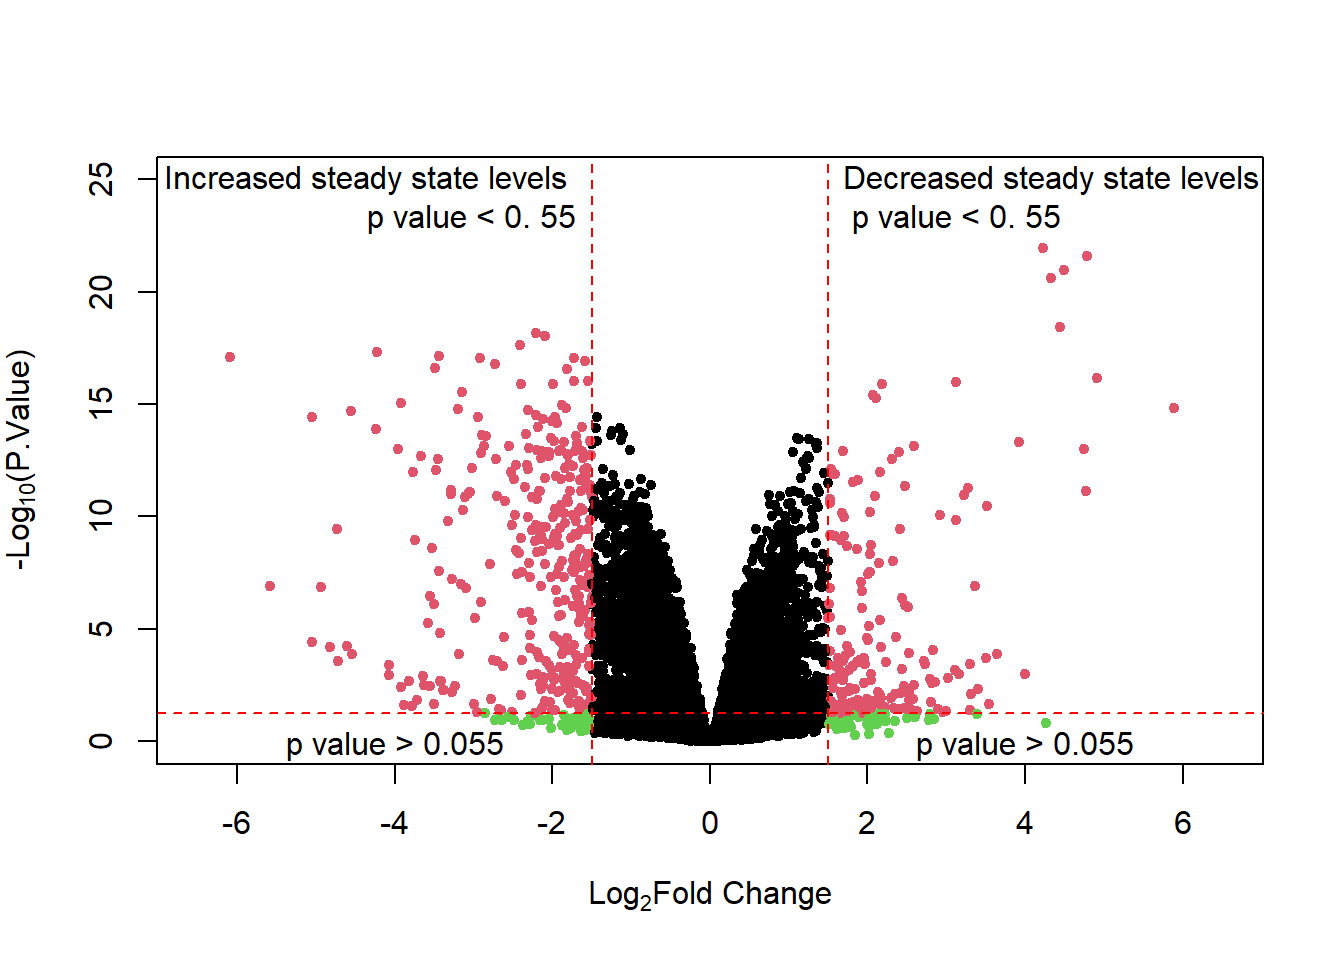 Increased steady state levels
p value < 0. 55
Decreased steady state levels
p value < 0. 55
25
20
15
10
5
0
-Log10(P.Value)
p value > 0.055
p value > 0.055
-6 -4 -2 0 2 4 6
Log2Fold Change